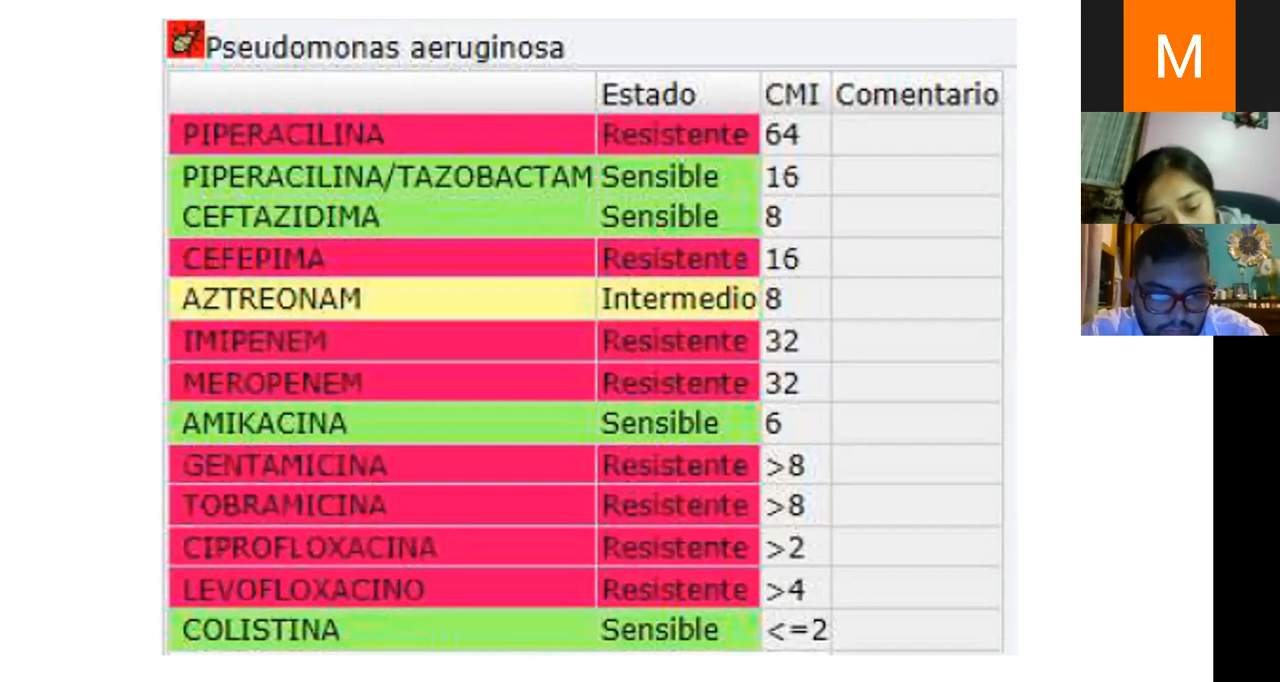 Pseudomonas aeruginosa
Estado CMI Comentario
PIPERACILINA Resistente 64
PIPERACILINA/TAZOBACTAM Sensible 16
CEFTAZIDIMA Sensible 8
CEFEPIMA Resistente 16
AZTREONAM Intermedio 8
IMIPENEM Resistente 32
MEROPENEM Resistente 32
AMIKACINA Sensible 6
GENTAMICINA Resistente >8
TOBRAMICINA Resistente >8
CIPROFLOXACINA Resistente >2
LEVOFLOXACINO Resistente >4
COLISTINA Sensible <=2
M